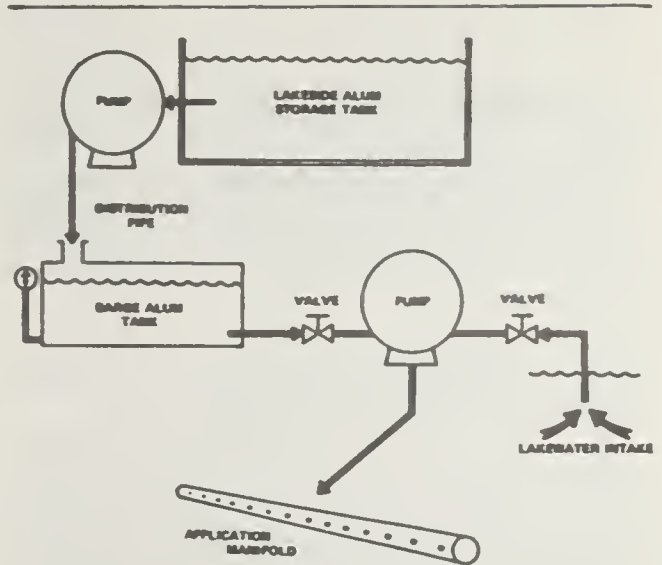 PUMP
LAKESIDE ALUM
STORAGE TANK
DISTRIBUTION
PIPE
BARGE ALUM
TANK
VALVE
PUMP
VALVE
LAKEWATER INTAKE
APPLICATION
MANIFOLD